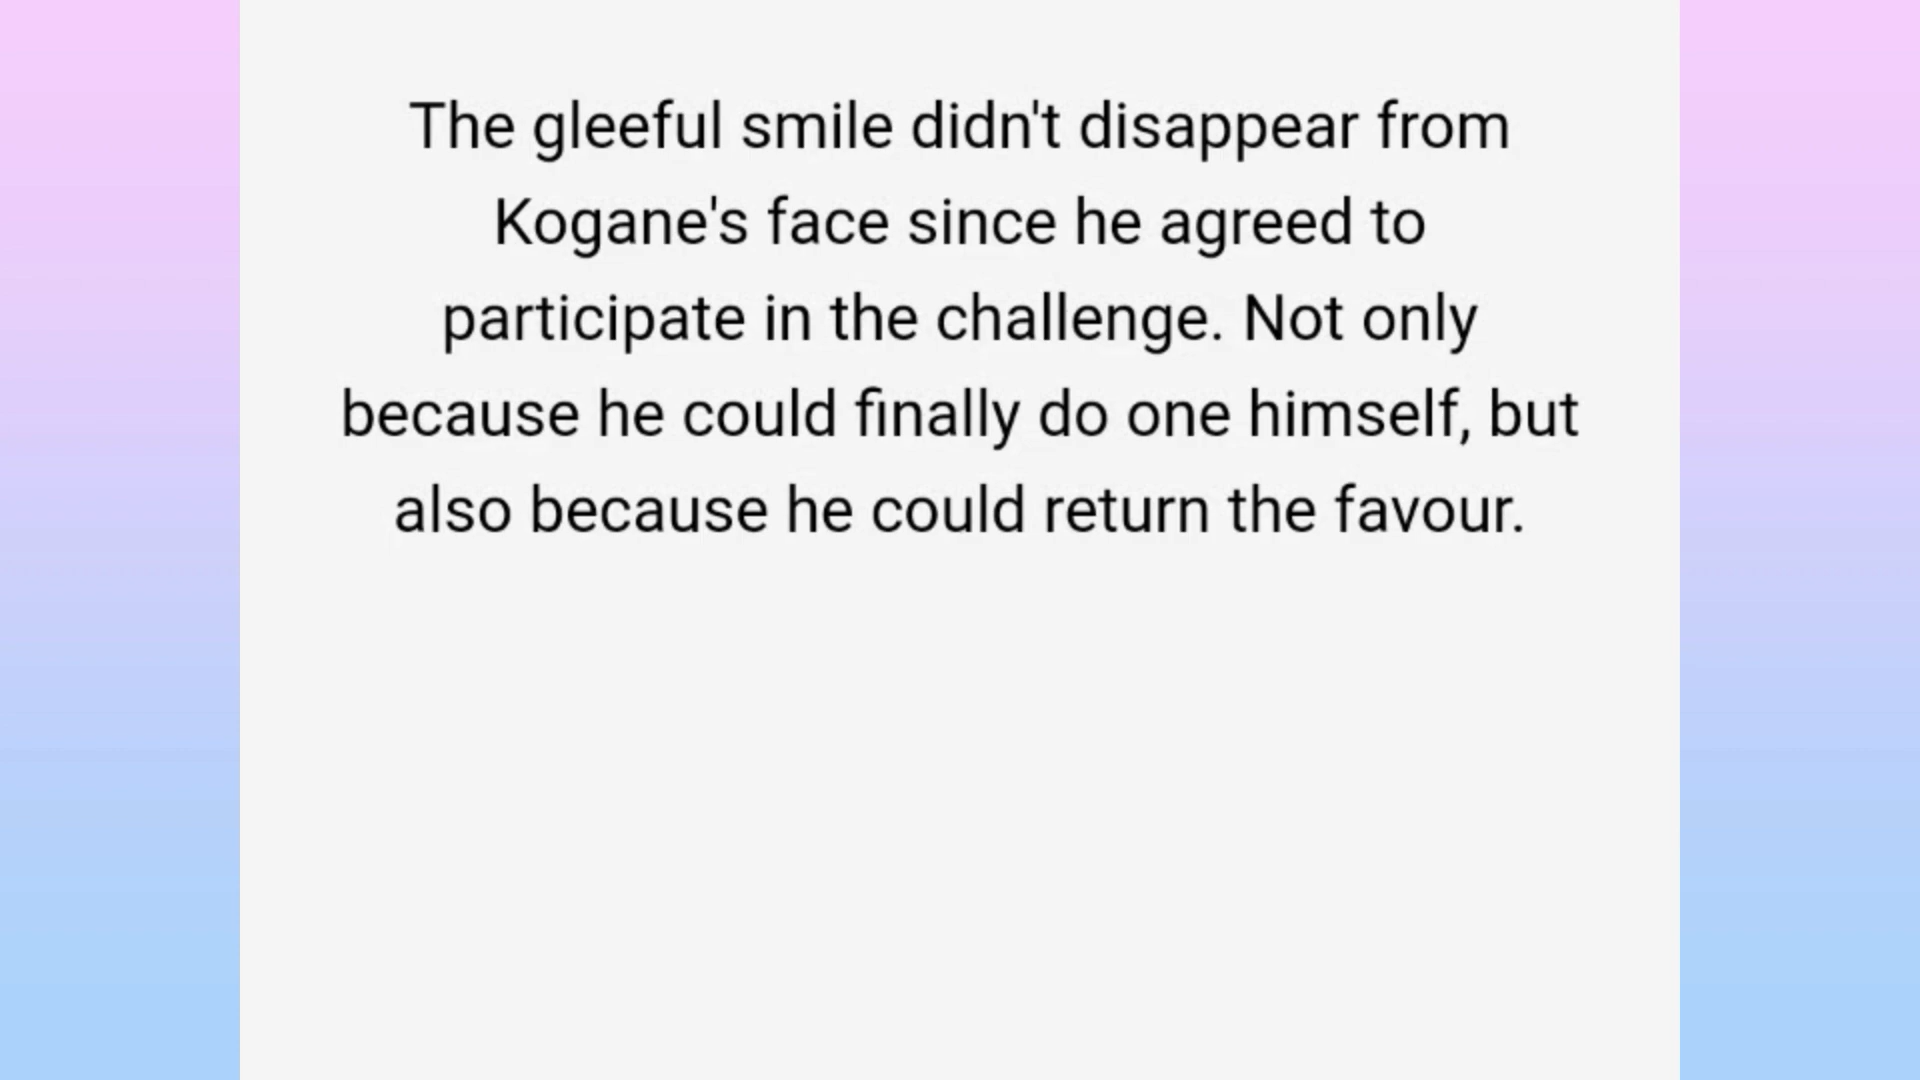 The gleeful smile didn't disappear from
Kogane's face since he agreed to
participate in the challenge. Not only
because he could finally do one himself, but
also because he could return the favour.